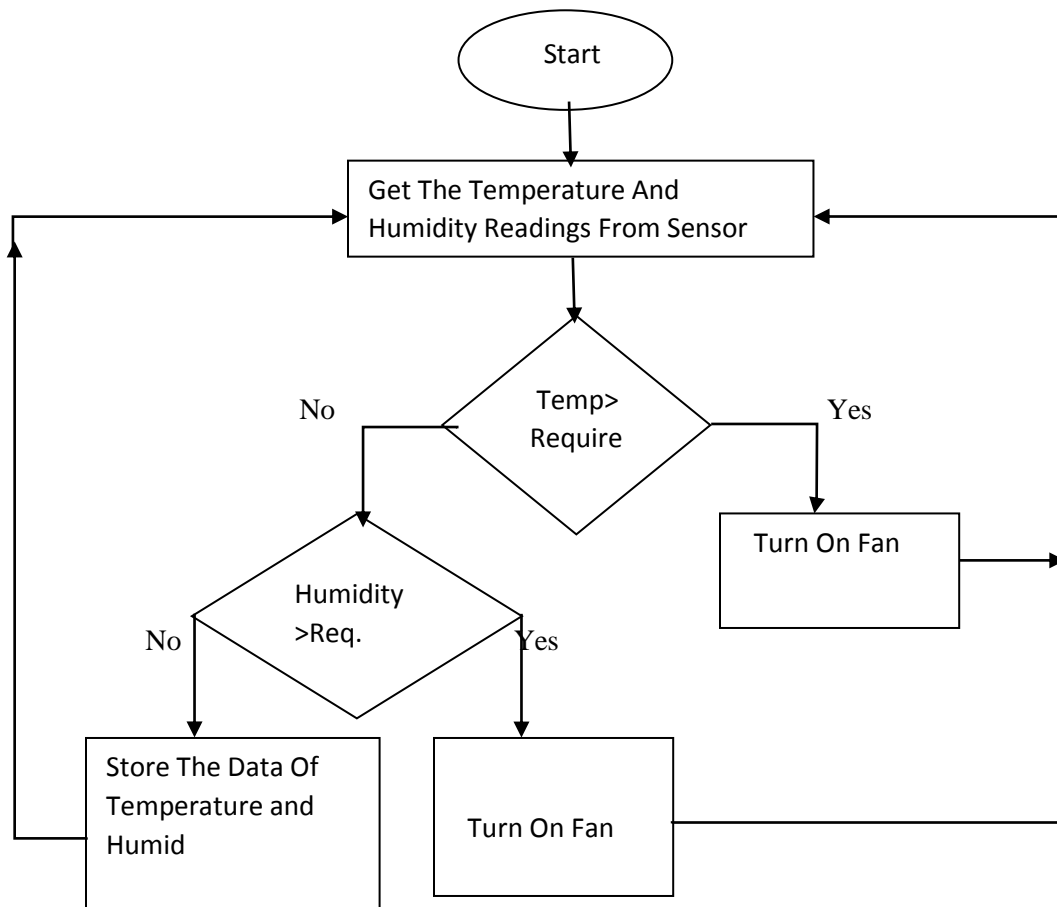 Start
Get The Temperature And
Humidity Readings From Sensor
Temp>
Require
No
Yes
Turn On Fan
Humidity
>Req.
No
Yes
Store The Data Of
Temperature and
Humid
Turn On Fan